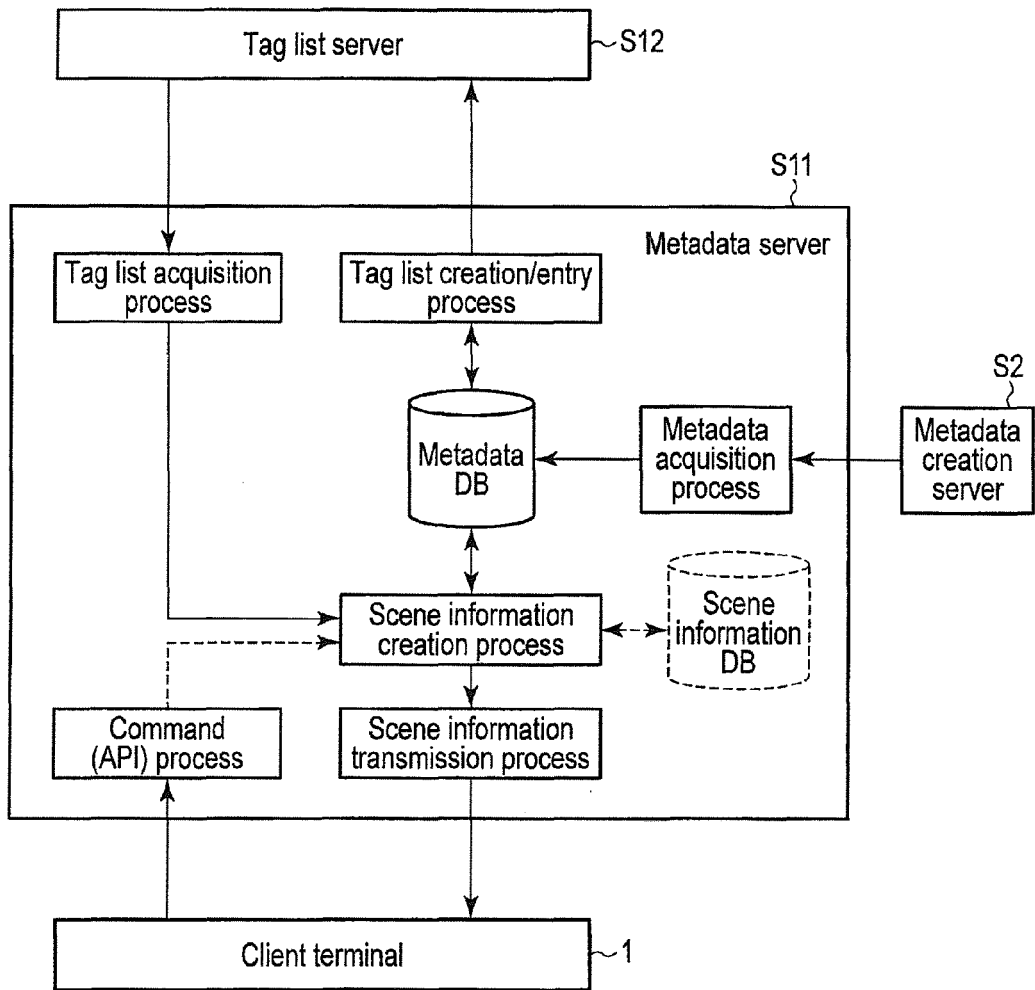 Tag list server
S12
S11
Metadata server
Tag list acquisition
process
Tag list creation/entry
process
S2
Metadata
DB
Metadata
acquisition
process
Metadata
creation
server
Scene information
creation process
Scene
information
DB
Command
(API) process
Scene information
transmission process
Client terminal
1